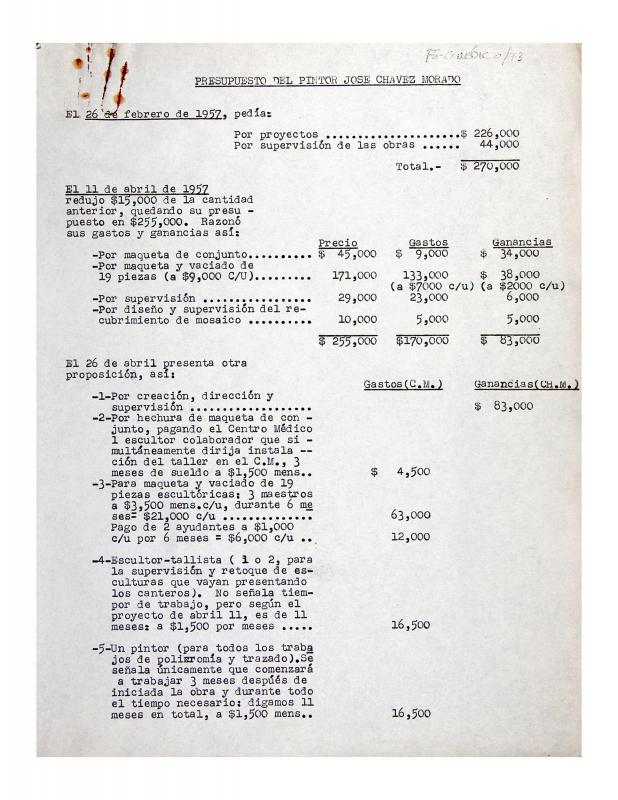 PRESUPUESTO DEL PINTOR JOSE CHAVEZ MORADO
El 26 de febrero de 1957, pedía:
Por proyectos .....................$ 226,000
Por supervisión de las obras ...... 44,000
Total.- $ 270,000
El 11 de abril de 1957
redujo $15,000 de la cantidad
anterior, quedando su presu -
puesto en $255,000. Razonó
sus gastos y ganancias así:
Precio Gastos Ganancias
-Por maqueta de conjunto.......... $ 45,000 $ 9,000 $ 34,000
-Por maqueta y vaciado de
19 piezas (a $9,000 C/U)......... 171,000 133,000 $ 38,000
(a $7000 c/u) (a $2000 c/u)
-Por supervisión ................. 29,000 23,000 6,000
-Por diseño y supervisión del re-
cubrimiento de mosaico .......... 10,000 5,000 5,000
$ 255,000 $170,000 $ 83,000
El 26 de abril presenta otra
proposición, así:
Gastos(C.M.) Ganancias(CH.M.)
-1-Por creación, dirección y
supervisión .................. $ 83,000
-2-Por hechura de maqueta de con -
junto, pagando el Centro Médico
1 escultor colaborador que si -
multáneamente dirija instala --
ción del taller en el C.M., 3
meses de sueldo a $1,500 mens.. $ 4,500
-3-Para maqueta y vaciado de 19
piezas escultóricas: 3 maestros
a $3,500 mens.c/u, durante 6 me
ses= $21,000 c/u .............. 63,000
Pago de 2 ayudantes a $1,000
c/u por 6 meses = $6,000 c/u .. 12,000
-4-Escultor-tallista ( 1 o 2, para
la supervisión y retoque de es-
culturas que vayan presentando
los canteros). No señala tiem-
por de trabajo, pero según el
proyecto de abril 11, es de 11
meses: a $1,500 por meses ..... 16,500
-5-Un pintor (para todos los traba
jos de polixromía y trazado).Se
señala únicamente que comenzará
a trabajar 3 meses después de
iniciada la obra y durante todo
el tiempo necesario: digamos 11
meses en total, a $1,500 mens.. 16,500